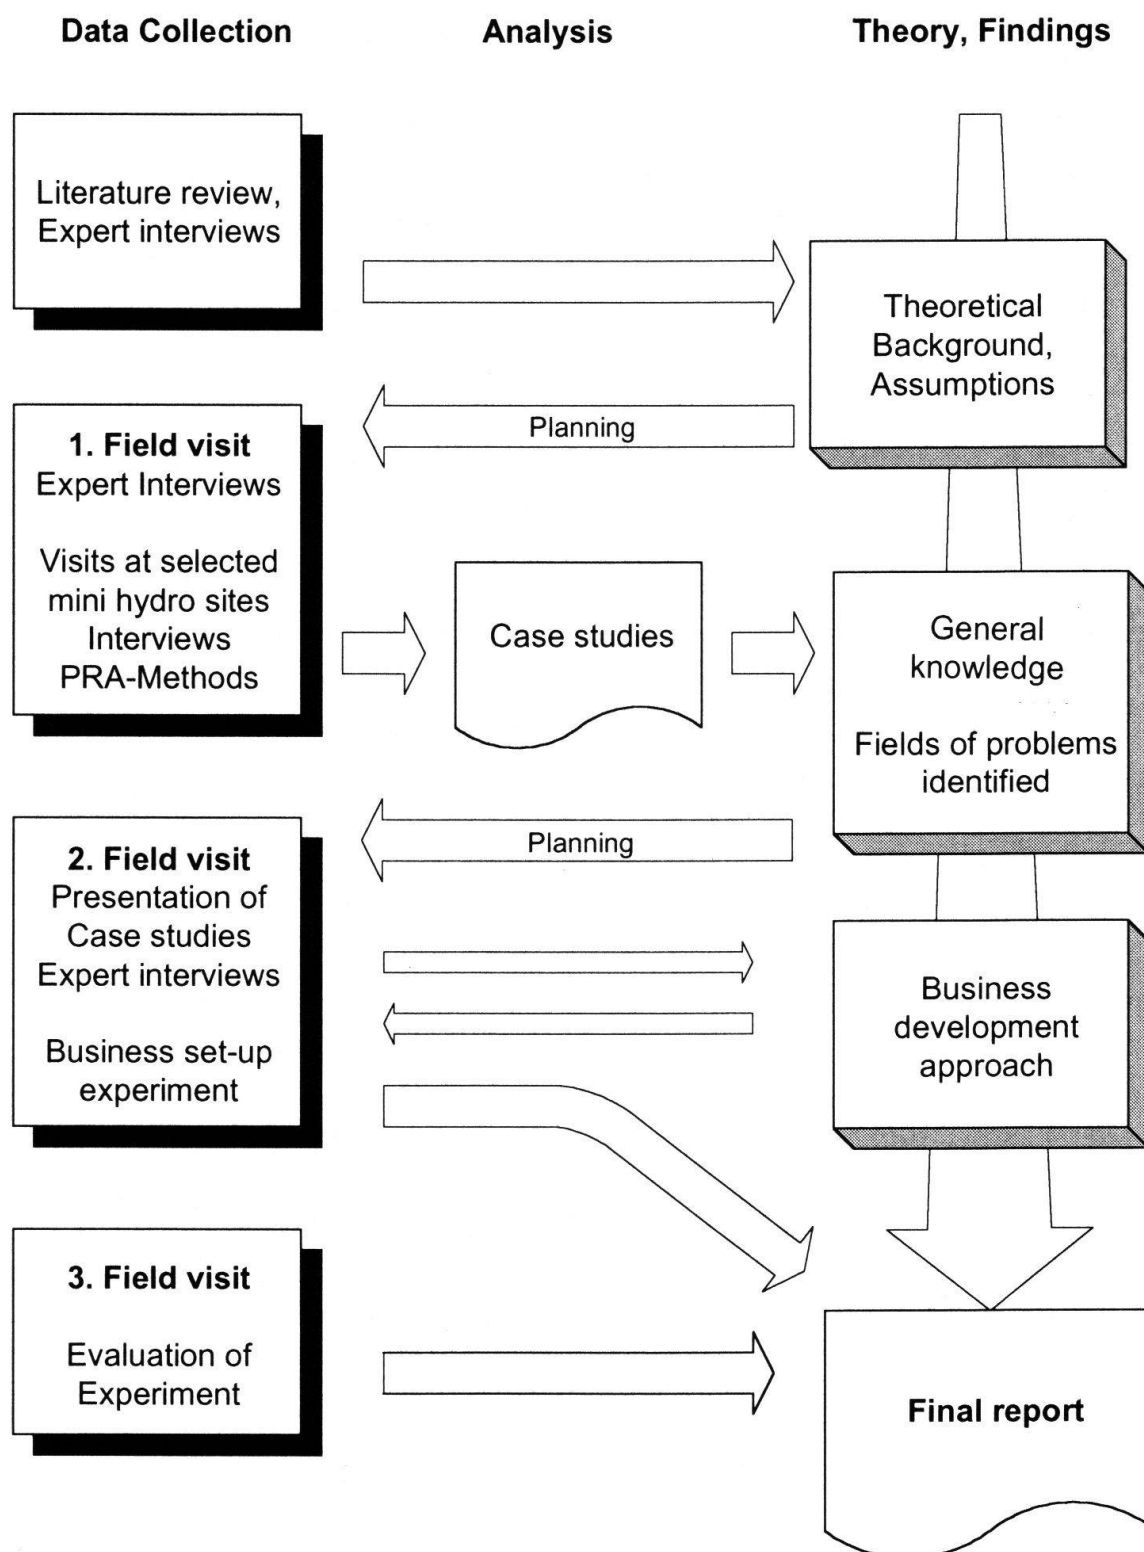 Data Collection
Analysis
Theory, Findings
Literature review,
Expert interviews
Theoretical
Background,
Assumptions
Planning
1. Field visit
Expert Interviews
Visits at selected
mini hydro sites
Interviews
PRA-Methods
Case studies
General
knowledge
Fields of problems
identified
Planning
2. Field visit
Presentation of
Case studies
Expert interviews
Business set-up
experiment
Business
development
approach
3. Field visit
Evaluation of
Experiment
Final report